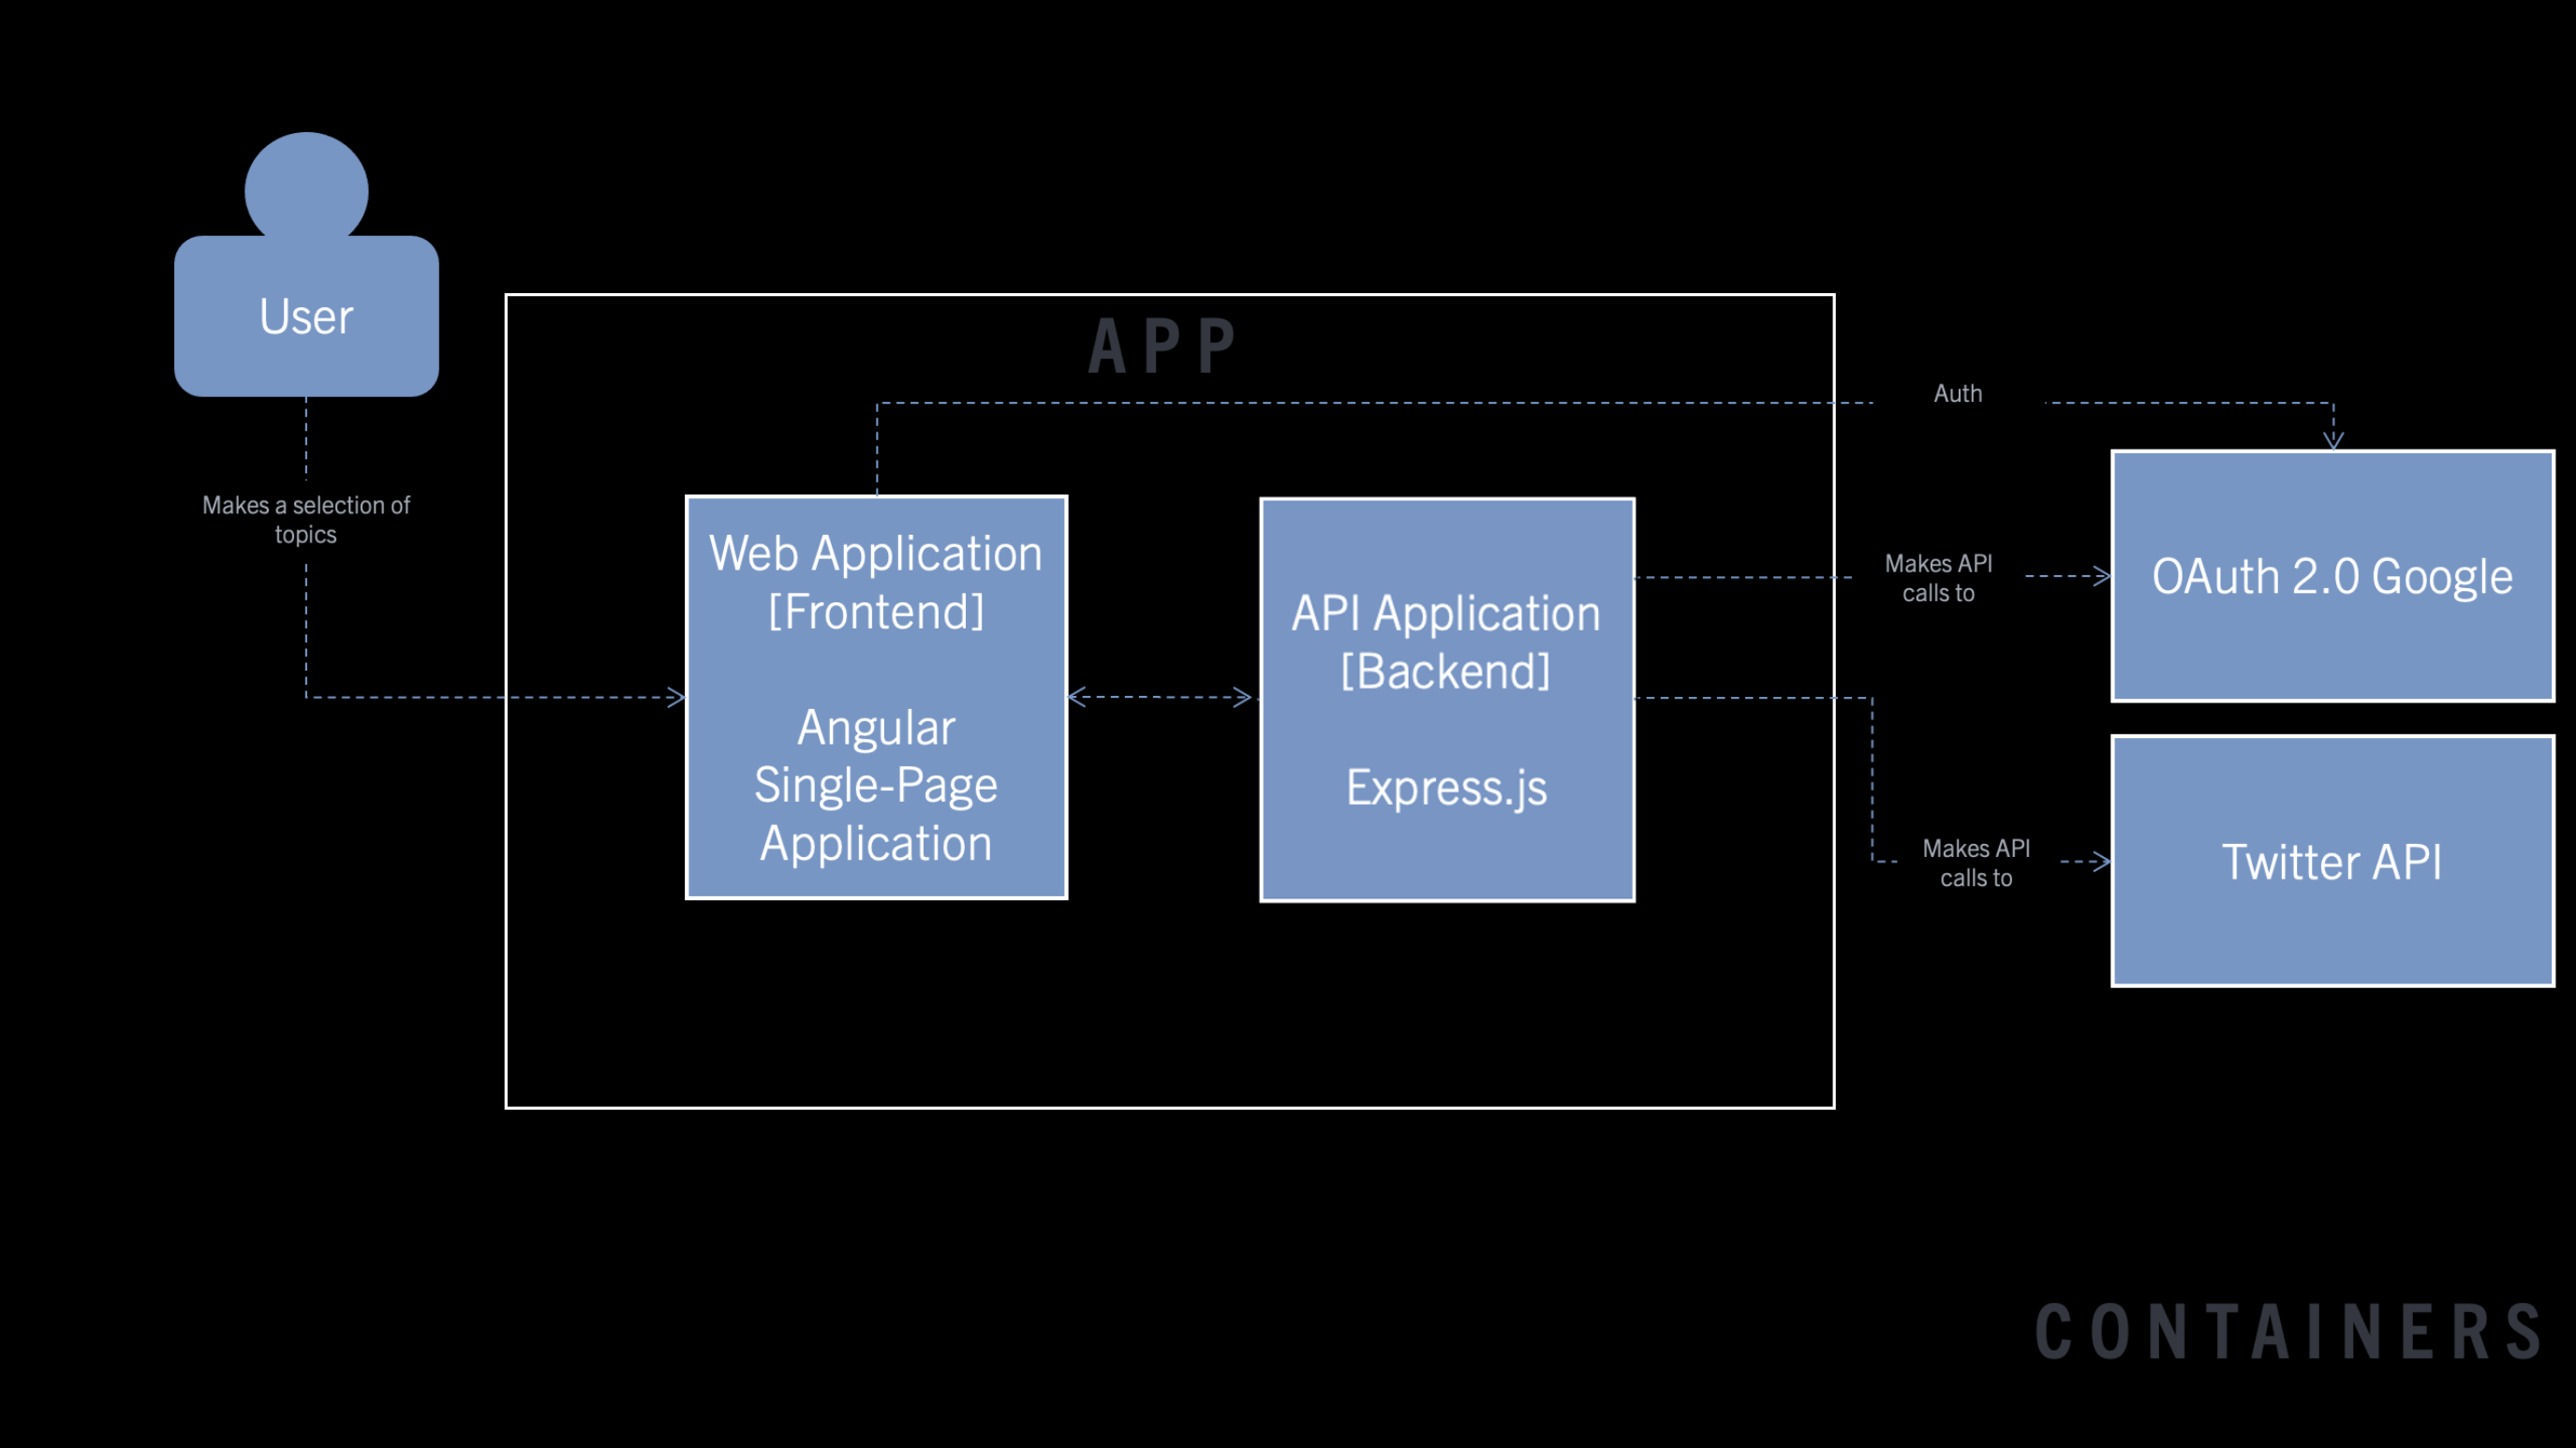 User
APP
Auth
Makes a selection of
topics
Web Application
[Frontend]
Angular
Single-Page
Application
API Application
[Backend]
Express.js
Makes API
calls to
OAuth 2.0 Google
Makes API
calls to
Twitter API
CONTAINERS